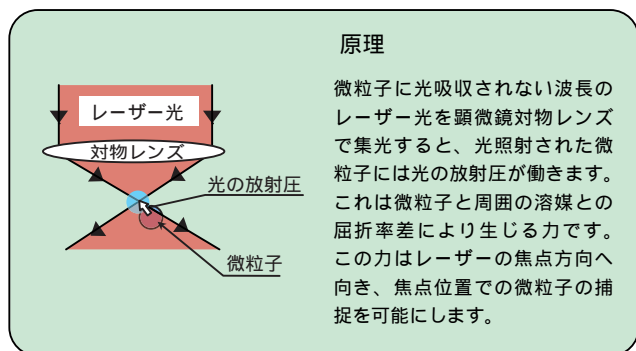 原理
レーザー光
対物レンズ
光の放射圧
微粒子
微粒子に光吸収されない波長の
レーザー光を顕微鏡対物レンズ
で集光すると、光照射された微
粒子には光の放射圧が働きます。
これは微粒子と周囲の溶媒との
屈折率差により生じる力です。
この力はレーザーの焦点方向へ
向き、焦点位置での微粒子の捕
捉を可能にします。